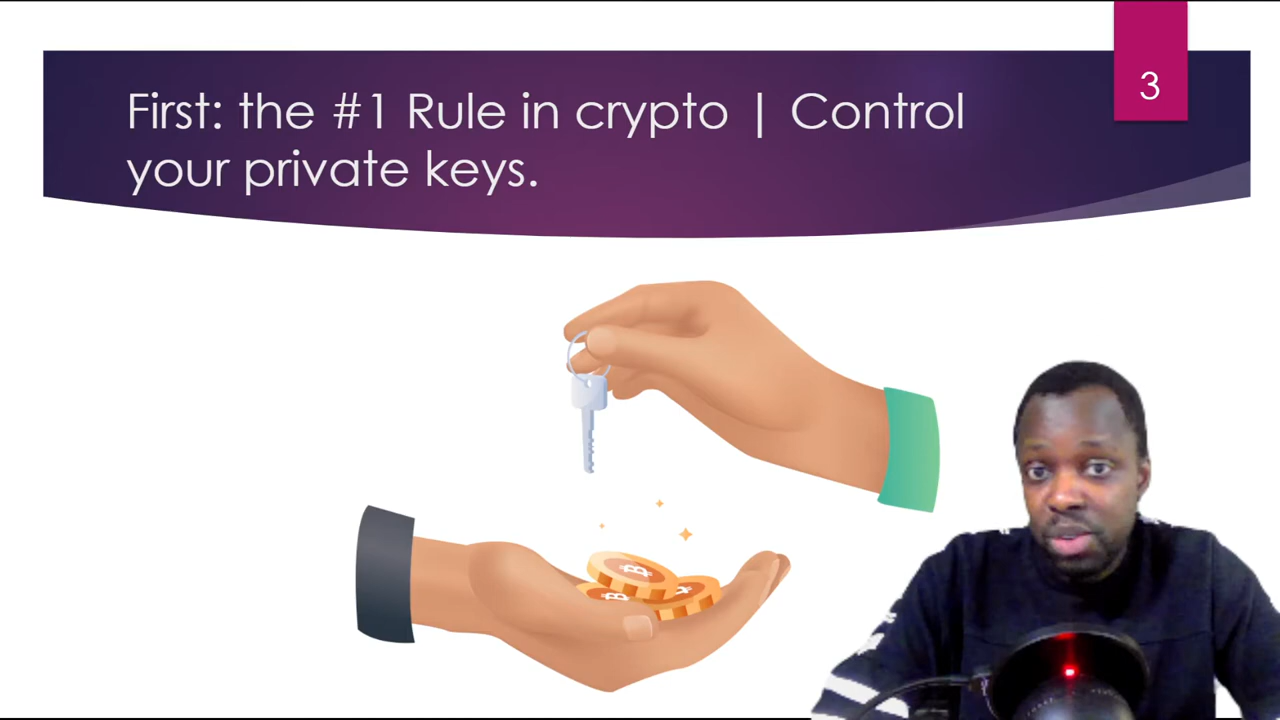 3
First: the #1 Rule in crypto | Control
your private keys.